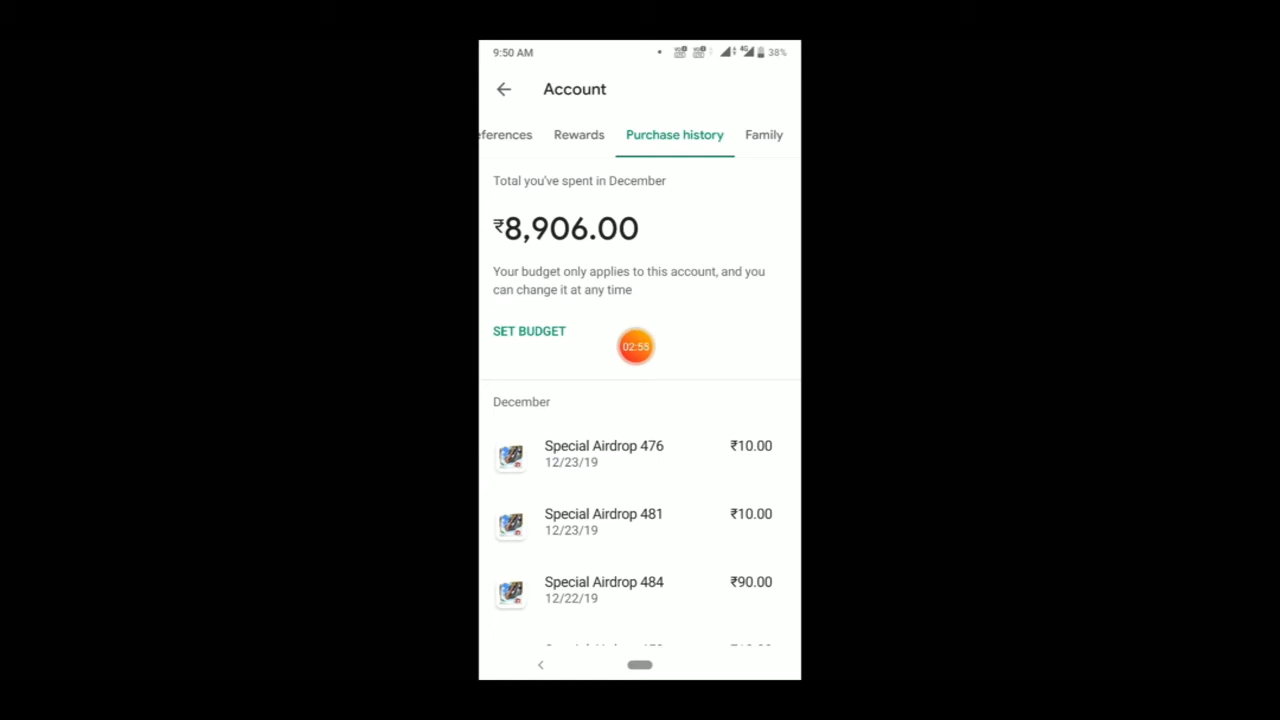 9:50 AM
4G
38%
Account
eferences Rewards Purchase history Family
Total you've spent in December
₹8,906.00
Your budget only applies to this account, and you
can change it at any time
SET BUDGET
02:55
December
Special Airdrop 476 ₹10.00
12/23/19
Special Airdrop 481 ₹10.00
12/23/19
Special Airdrop 484 ₹90.00
12/22/19